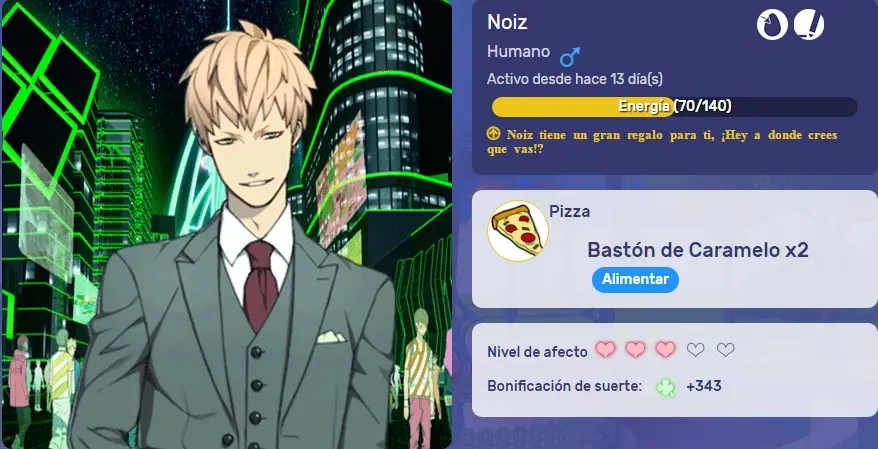 Noiz
Humano
Activo desde hace 13 día(s)
Energía (70/140)
Noiz tiene un gran regalo para ti, ¡Hey a donde crees
que vas!?
Pizza
Bastón de Caramelo x2
Alimentar
Nivel de afecto
Bonificación de suerte: +343